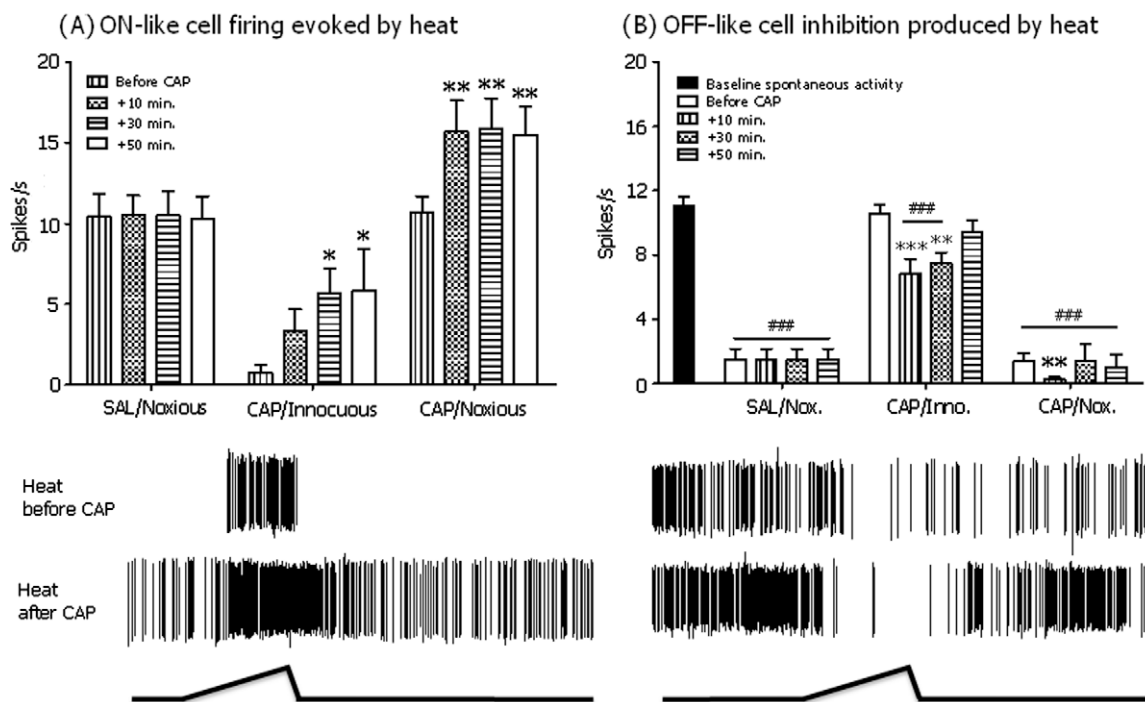 (A) ON-like cell firing evoked by heat
20
15
10
5
0
Spikes/s
Before CAP
+10 min.
+30 min.
+50 min.
** ** **
* *
SAL/Noxious CAP/Innocuous CAP/Noxious
(B) OFF-like cell inhibition produced by heat
20
16
12
8
4
0
Spikes/s
Baseline spontaneous activity
Before CAP
+10 min.
+30 min.
+50 min.
###
*** **
### ###
**
SAL/Nox. CAP/Inno. CAP/Nox.
Heat
before CAP
Heat
after CAP